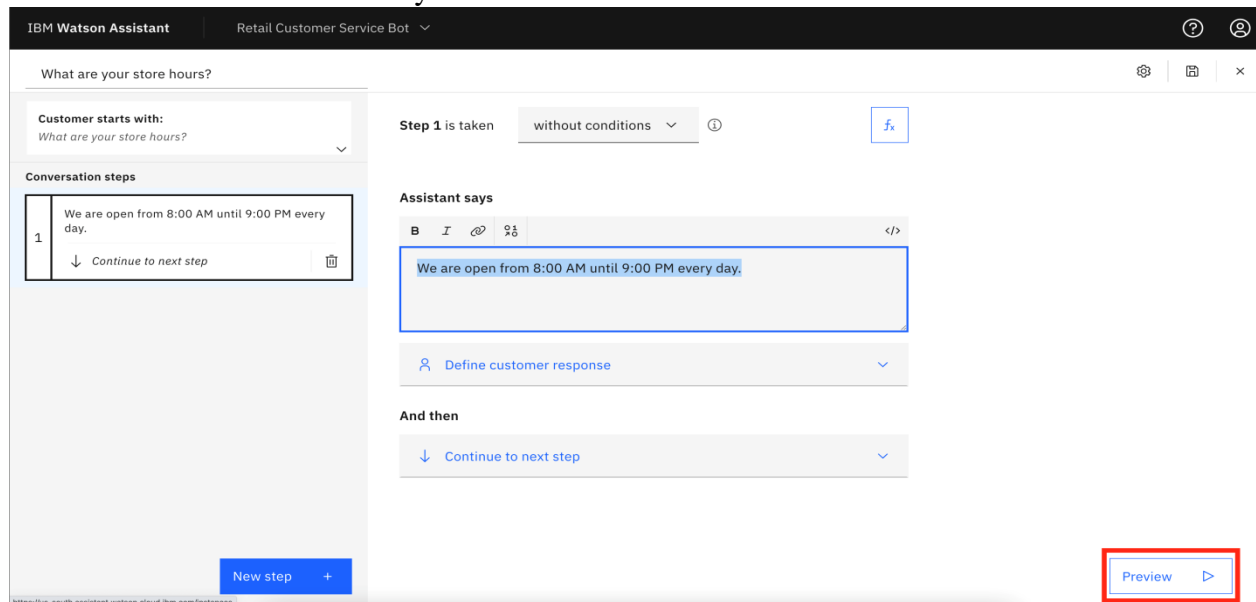 IBM Watson Assistant
Retail Customer Service Bot
What are your store hours?
Customer starts with:
What are your store hours?
Conversation steps
1
We are open from 8:00 AM until 9:00 PM every
day.
Continue to next step
New step +
Step 1 is taken
without conditions
fx
Assistant says
B I </>
We are open from 8:00 AM until 9:00 PM every day.
Define customer response
And then
Continue to next step
Preview